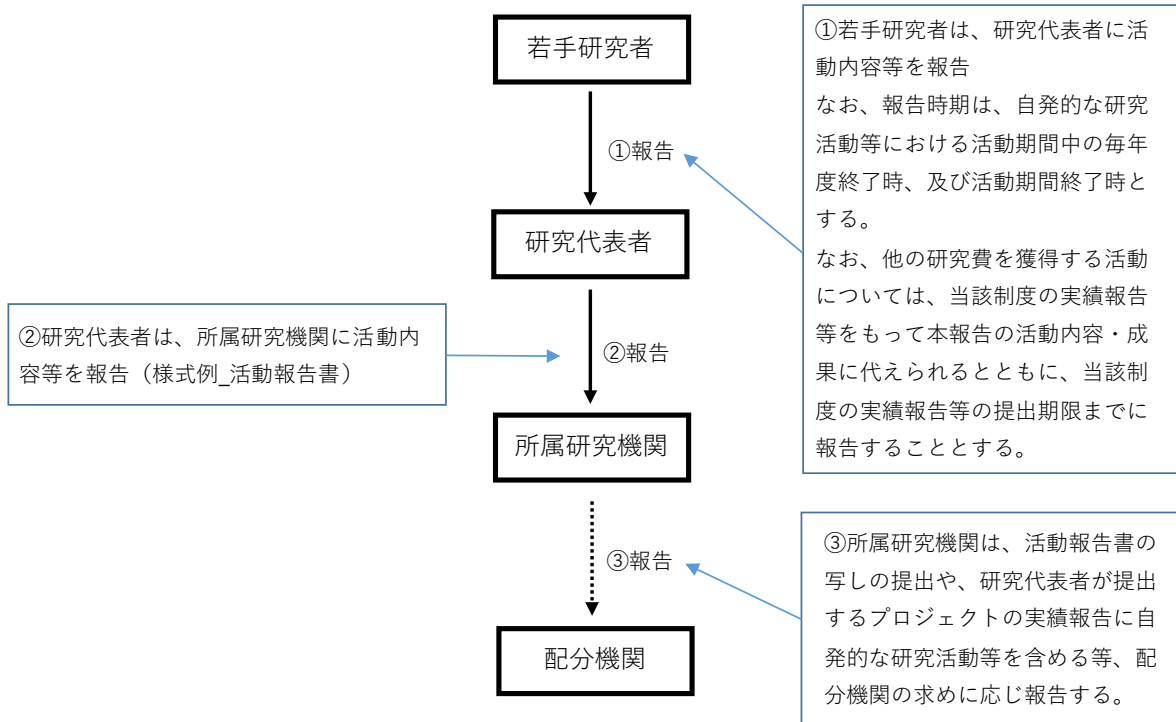 若手研究者
①報告
①若手研究者は、研究代表者に活
動内容等を報告
なお、報告時期は、自発的な研究
活動等における活動期間中の毎年
度終了時、及び活動期間終了時と
する。
なお、他の研究費を獲得する活動
については、当該制度の実績報告
等をもって本報告の活動内容・成
果に代えられるとともに、当該制
度の実績報告等の提出期限までに
報告することとする。
研究代表者
②研究代表者は、所属研究機関に活動内
容等を報告（様式例_活動報告書）
②報告
所属研究機関
③報告
③所属研究機関は、活動報告書の
写しの提出や、研究代表者が提出
するプロジェクトの実績報告に自
発的な研究活動等を含める等、配
分機関の求めに応じ報告する。
配分機関